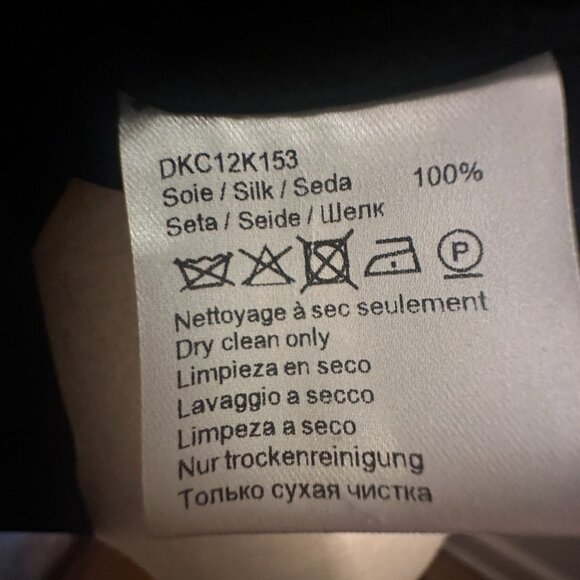 DKC12K153
Soie / Silk / Seda 100%
Seta / Seide / Шелк
P
Nettoyage à sec seulement
Dry clean only
Limpieza en seco
Lavaggio a secco
Limpeza a seco
Nur trockenreinigung
Только сухая чистка